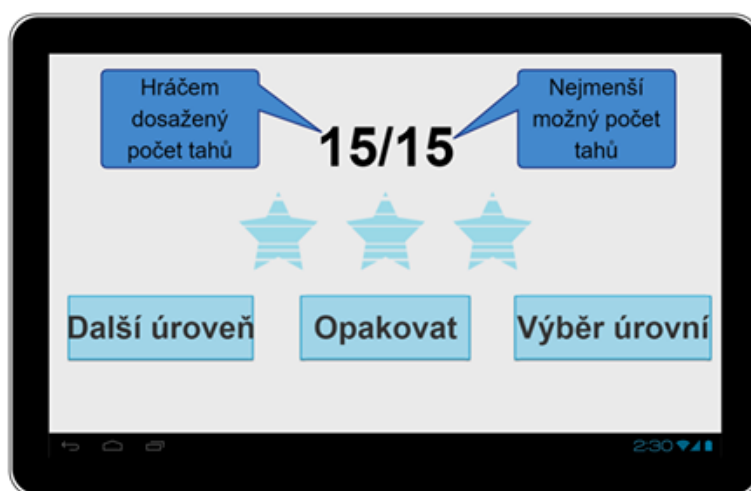 Hráčem
dosažený
počet tahů
Nejmenší
možný počet
tahů
15/15
Další úroveň
Opakovat
Výběr úrovní
2:30